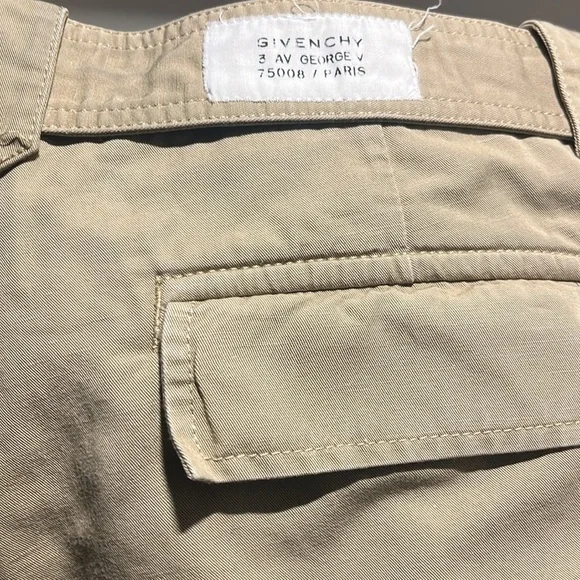 GIVENCHY
3 AV GEORGE V
75008 / PARIS